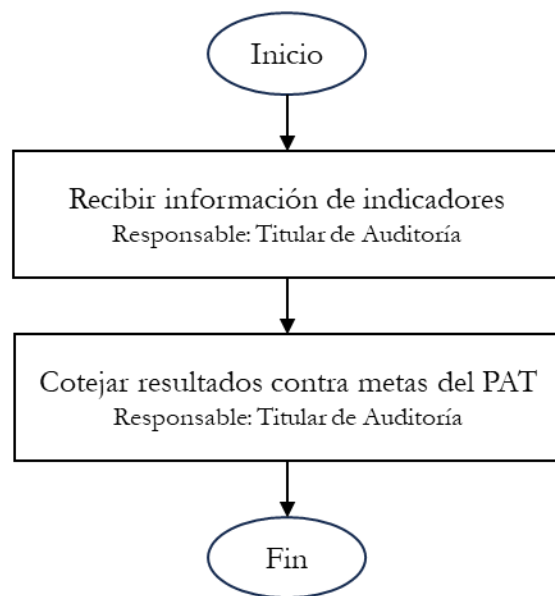 Inicio
Recibir información de indicadores
Responsable: Titular de Auditoría
Cotejar resultados contra metas del PAT
Responsable: Titular de Auditoría
Fin